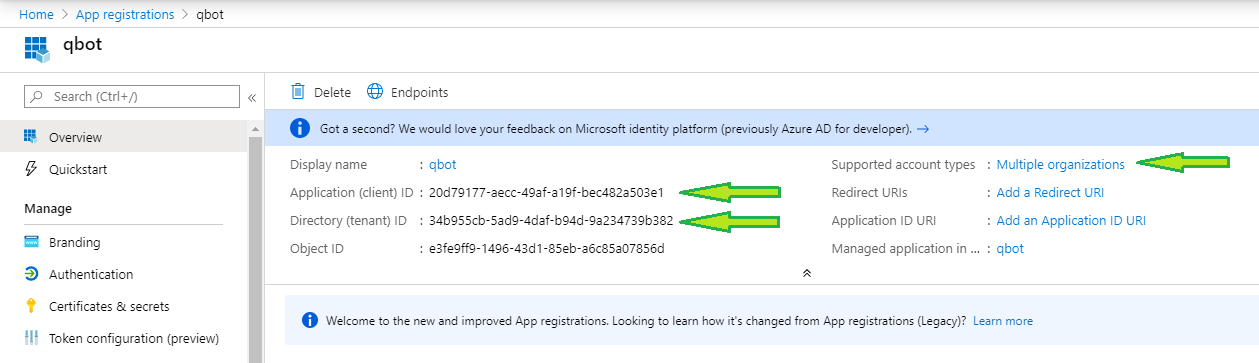 Home > App registrations > qbot
qbot
Search (Ctrl+/)
«
Overview
Quickstart
Manage
Branding
Authentication
Certificates & secrets
Token configuration (preview)
Delete
Endpoints
Got a second? We would love your feedback on Microsoft identity platform (previously Azure AD for developer). →
Display name : qbot
Application (client) ID : 20d79177-aecc-49af-a19f-bec482a503e1
Directory (tenant) ID : 34b955cb-5ad9-4daf-b94d-9a234739b382
Object ID : e3fe9ff9-1496-43d1-85eb-a6c85a07856d
Supported account types : Multiple organizations
Redirect URIs : Add a Redirect URI
Application ID URI : Add an Application ID URI
Managed application in ... : qbot
Welcome to the new and improved App registrations. Looking to learn how it's changed from App registrations (Legacy)? Learn more